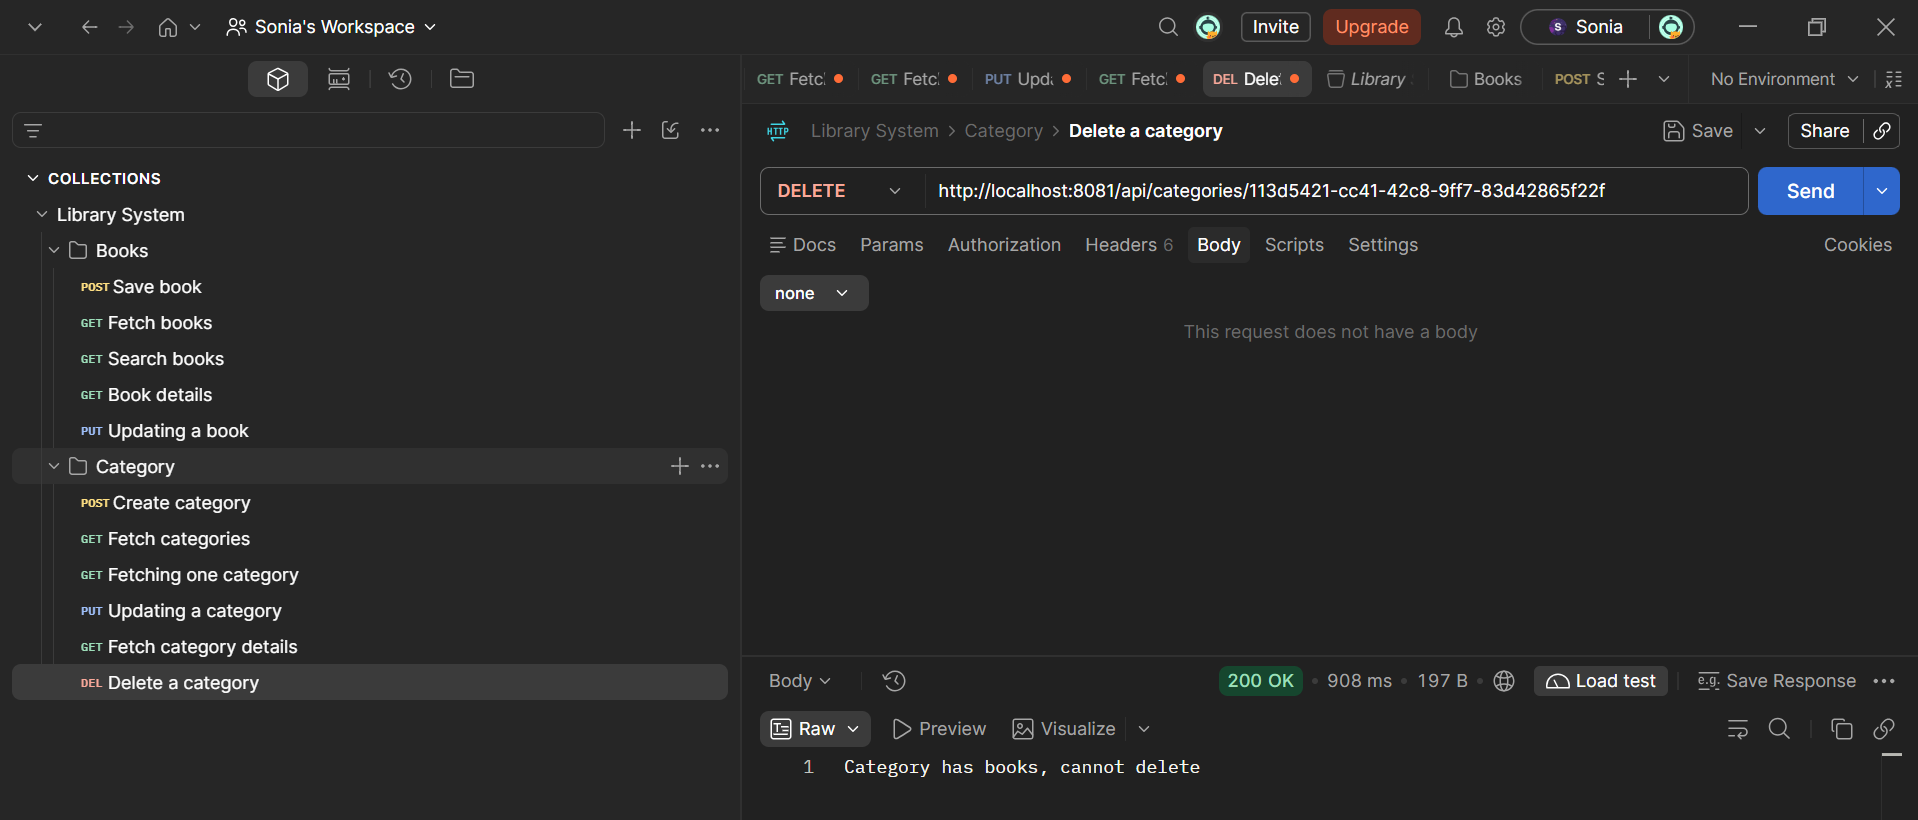 Sonia's Workspace
Invite
Upgrade
S Sonia
GET Fetc
GET Fetc
PUT Upd
GET Fetc
DEL Dele
Library
Books
POST S
No Environment
HTTP Library System > Category > Delete a category
Save
Share
COLLECTIONS
Library System
Books
POST Save book
GET Fetch books
GET Search books
GET Book details
PUT Updating a book
Category
POST Create category
GET Fetch categories
GET Fetching one category
PUT Updating a category
GET Fetch category details
DEL Delete a category
DELETE
http://localhost:8081/api/categories/113d5421-cc41-42c8-9ff7-83d42865f22f
Send
Docs Params Authorization Headers 6 Body Scripts Settings Cookies
none
This request does not have a body
Body
200 OK • 908 ms • 197 B •
Load test
e.g. Save Response
Raw Preview Visualize
1 Category has books, cannot delete